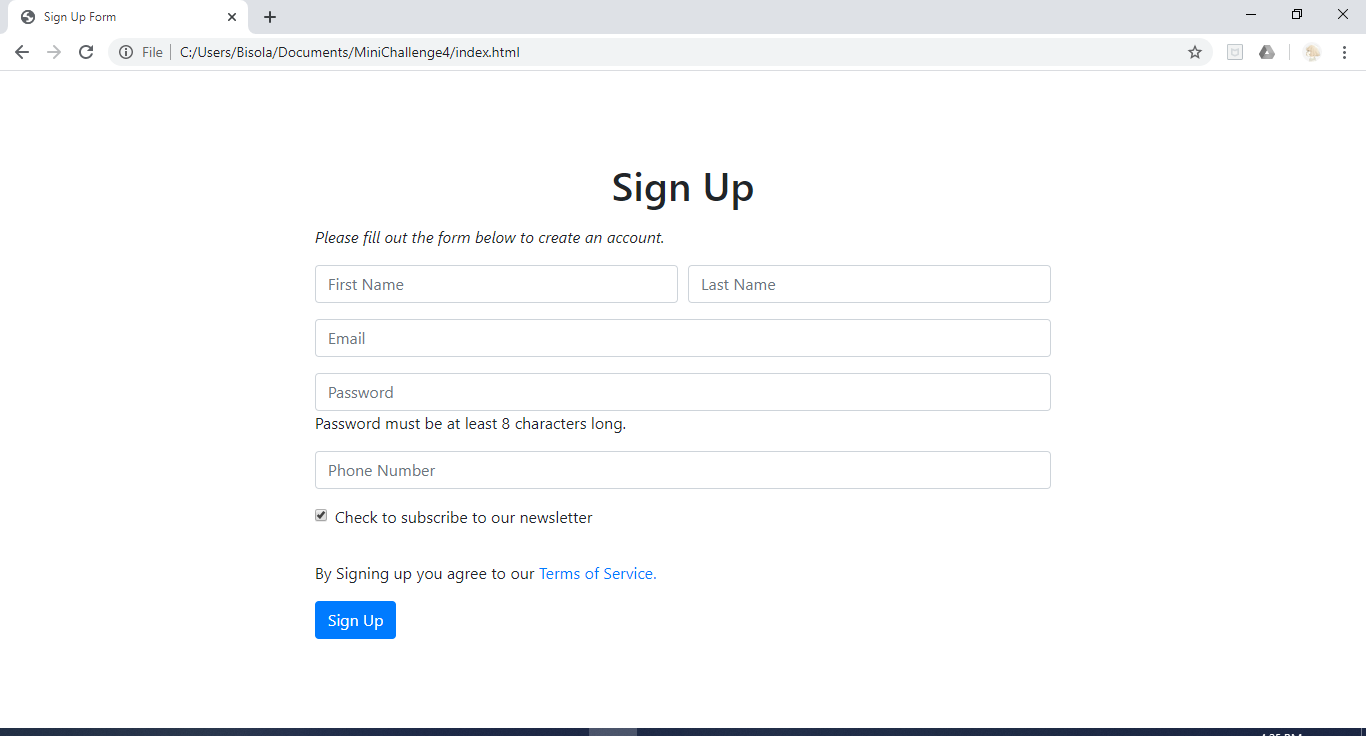 Sign Up Form
File C:/Users/Bisola/Documents/MiniChallenge4/index.html
Sign Up
Please fill out the form below to create an account.
First Name Last Name
Email
Password
Password must be at least 8 characters long.
Phone Number
Check to subscribe to our newsletter
By Signing up you agree to our Terms of Service.
Sign Up